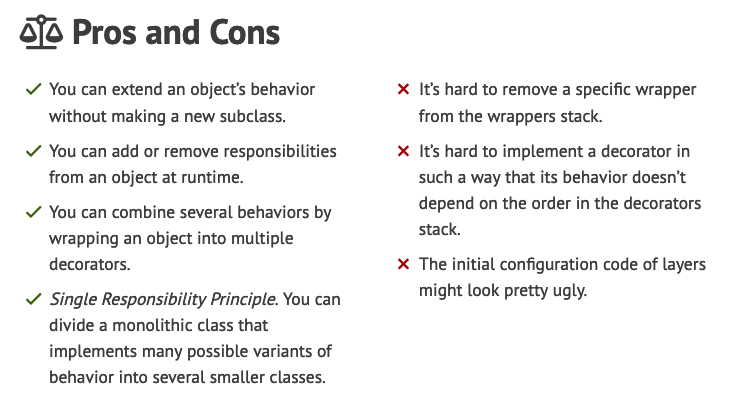 Pros and Cons
You can extend an object’s behavior
without making a new subclass.
You can add or remove responsibilities
from an object at runtime.
You can combine several behaviors by
wrapping an object into multiple
decorators.
Single Responsibility Principle. You can
divide a monolithic class that
implements many possible variants of
behavior into several smaller classes.
It’s hard to remove a specific wrapper
from the wrappers stack.
It’s hard to implement a decorator in
such a way that its behavior doesn’t
depend on the order in the decorators
stack.
The initial configuration code of layers
might look pretty ugly.